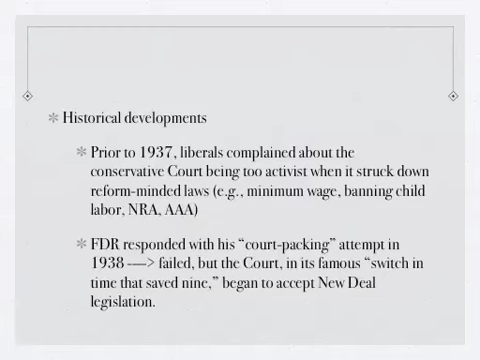 Historical developments
Prior to 1937, liberals complained about the
conservative Court being too activist when it struck down
reform-minded laws (e.g., minimum wage, banning child
labor, NRA, AAA)
FDR responded with his “court-packing” attempt in
1938 ---> failed, but the Court, in its famous “switch in
time that saved nine,” began to accept New Deal
legislation.